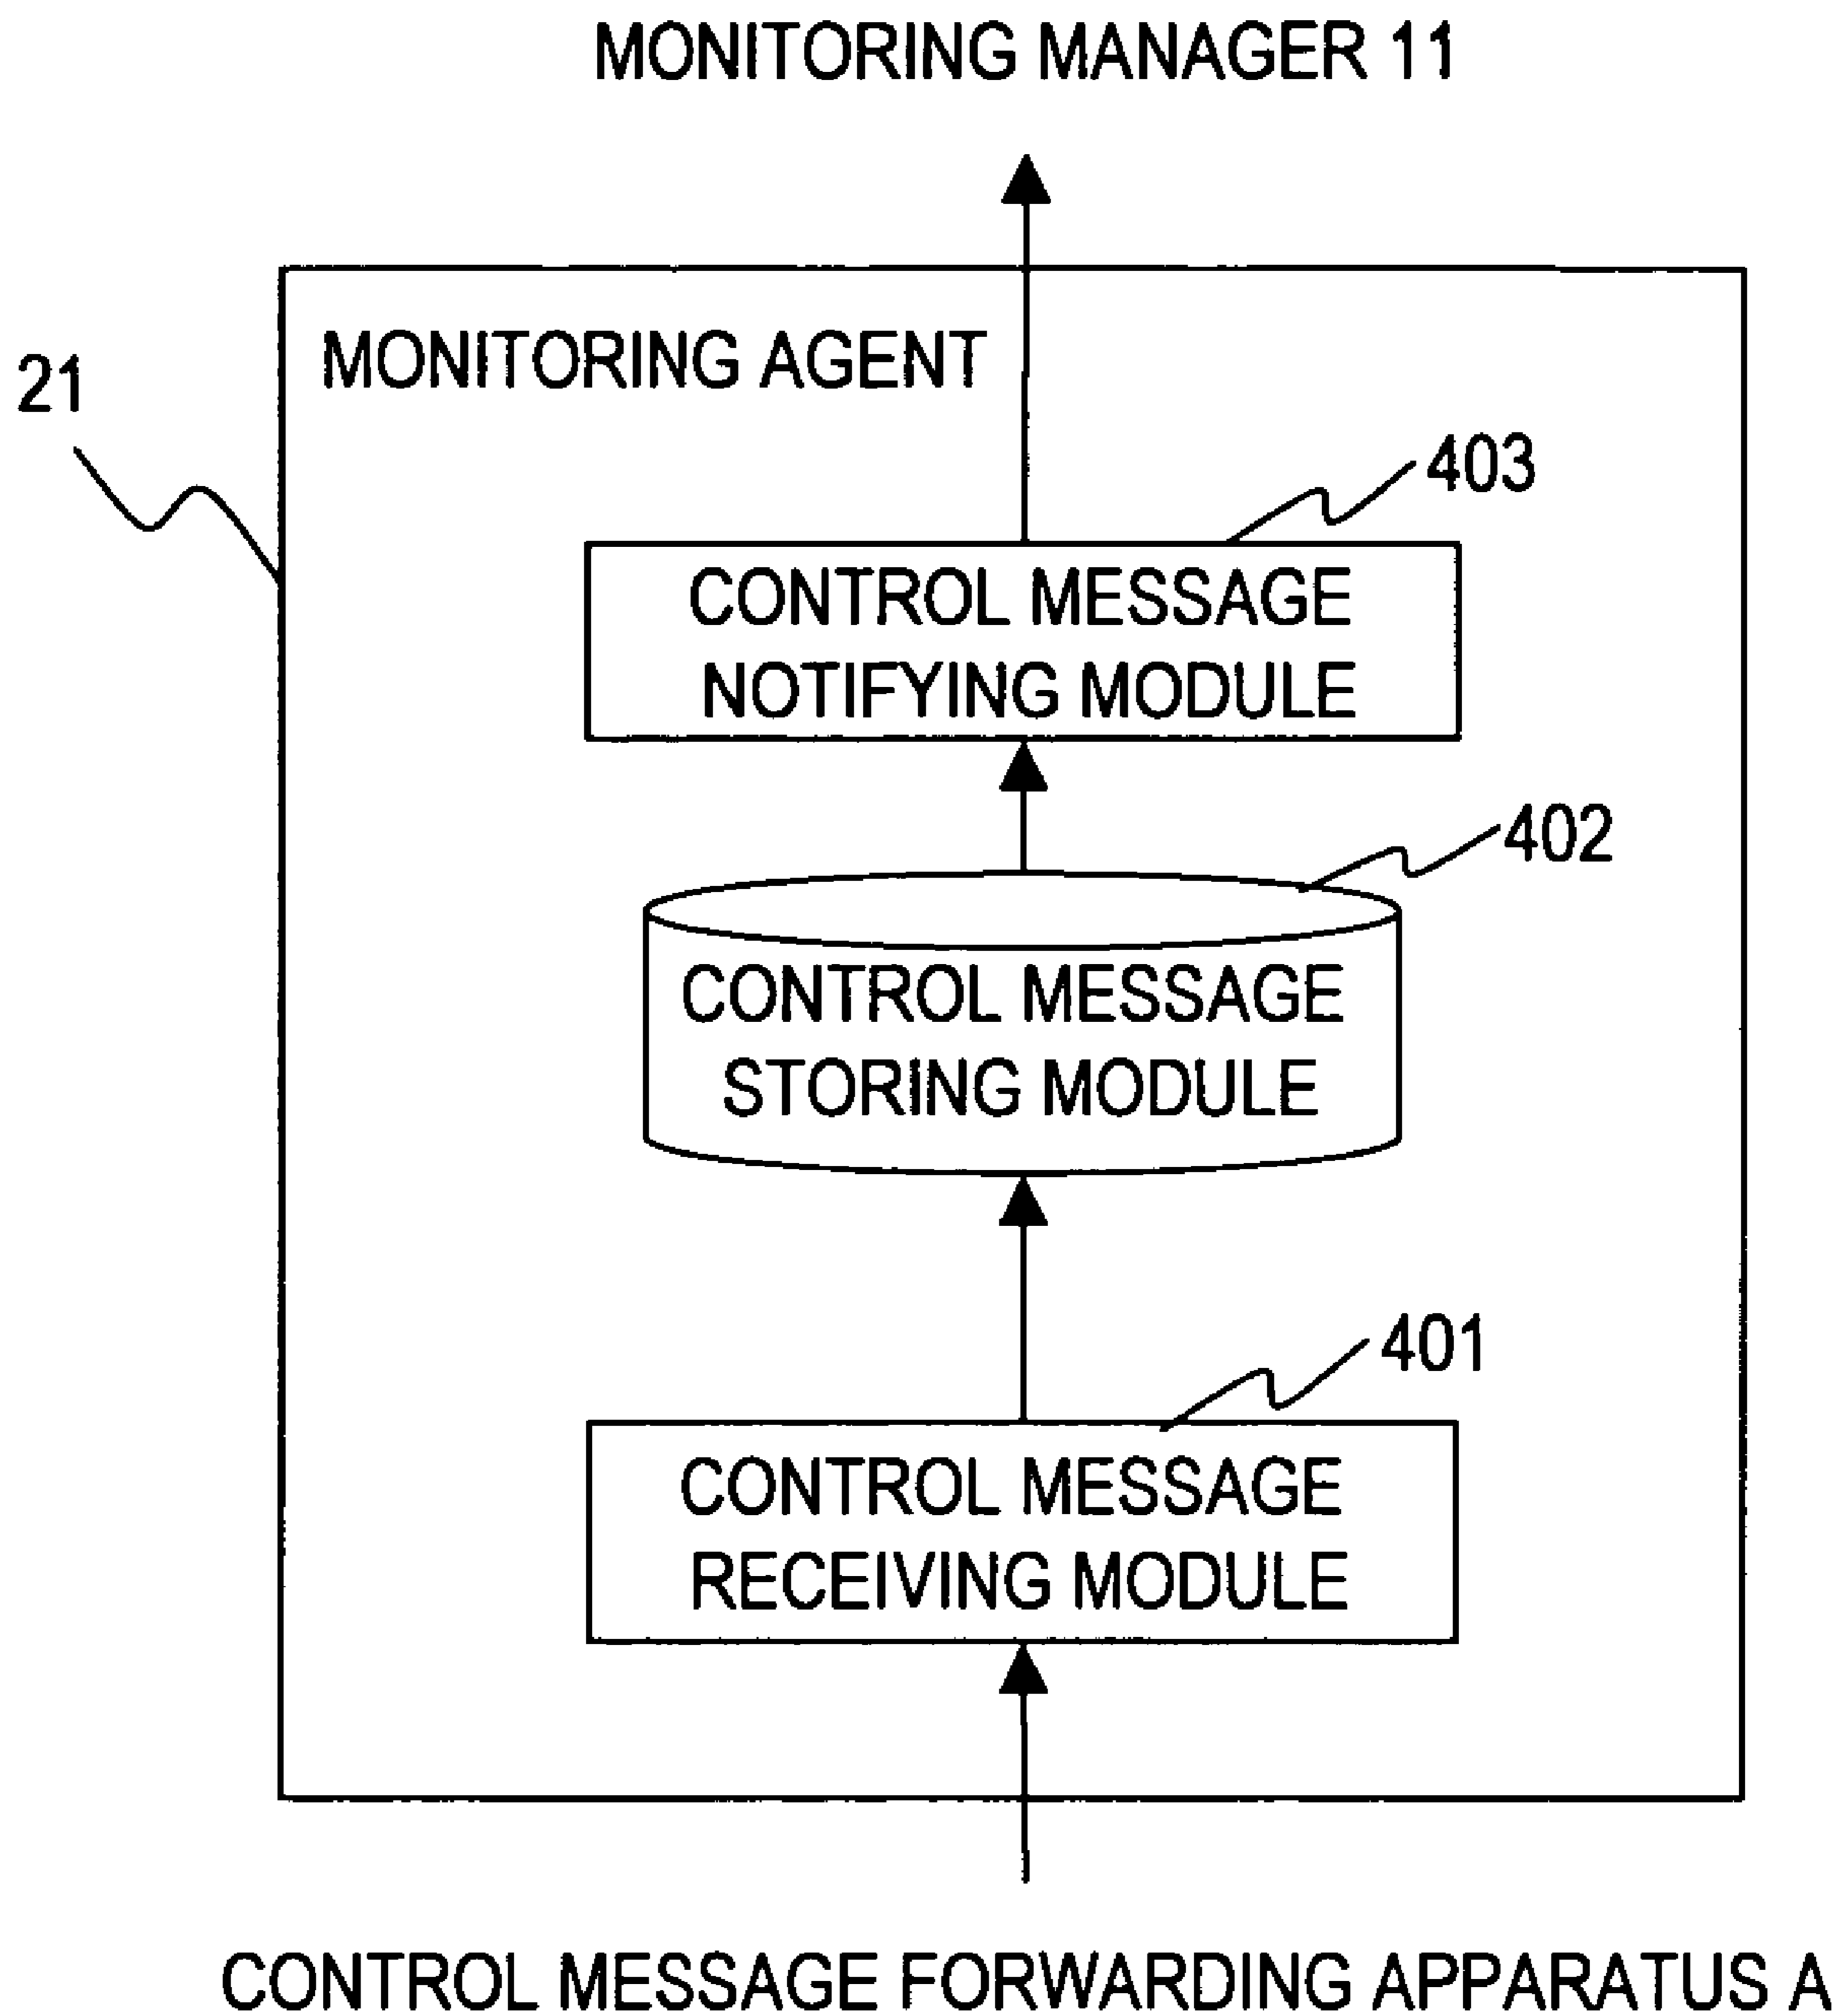 MONITORING MANAGER 11
MONITORING AGENT
21
403
CONTROL MESSAGE
NOTIFYING MODULE
402
CONTROL MESSAGE
STORING MODULE
401
CONTROL MESSAGE
RECEIVING MODULE
CONTROL MESSAGE FORWARDING APPARATUS A